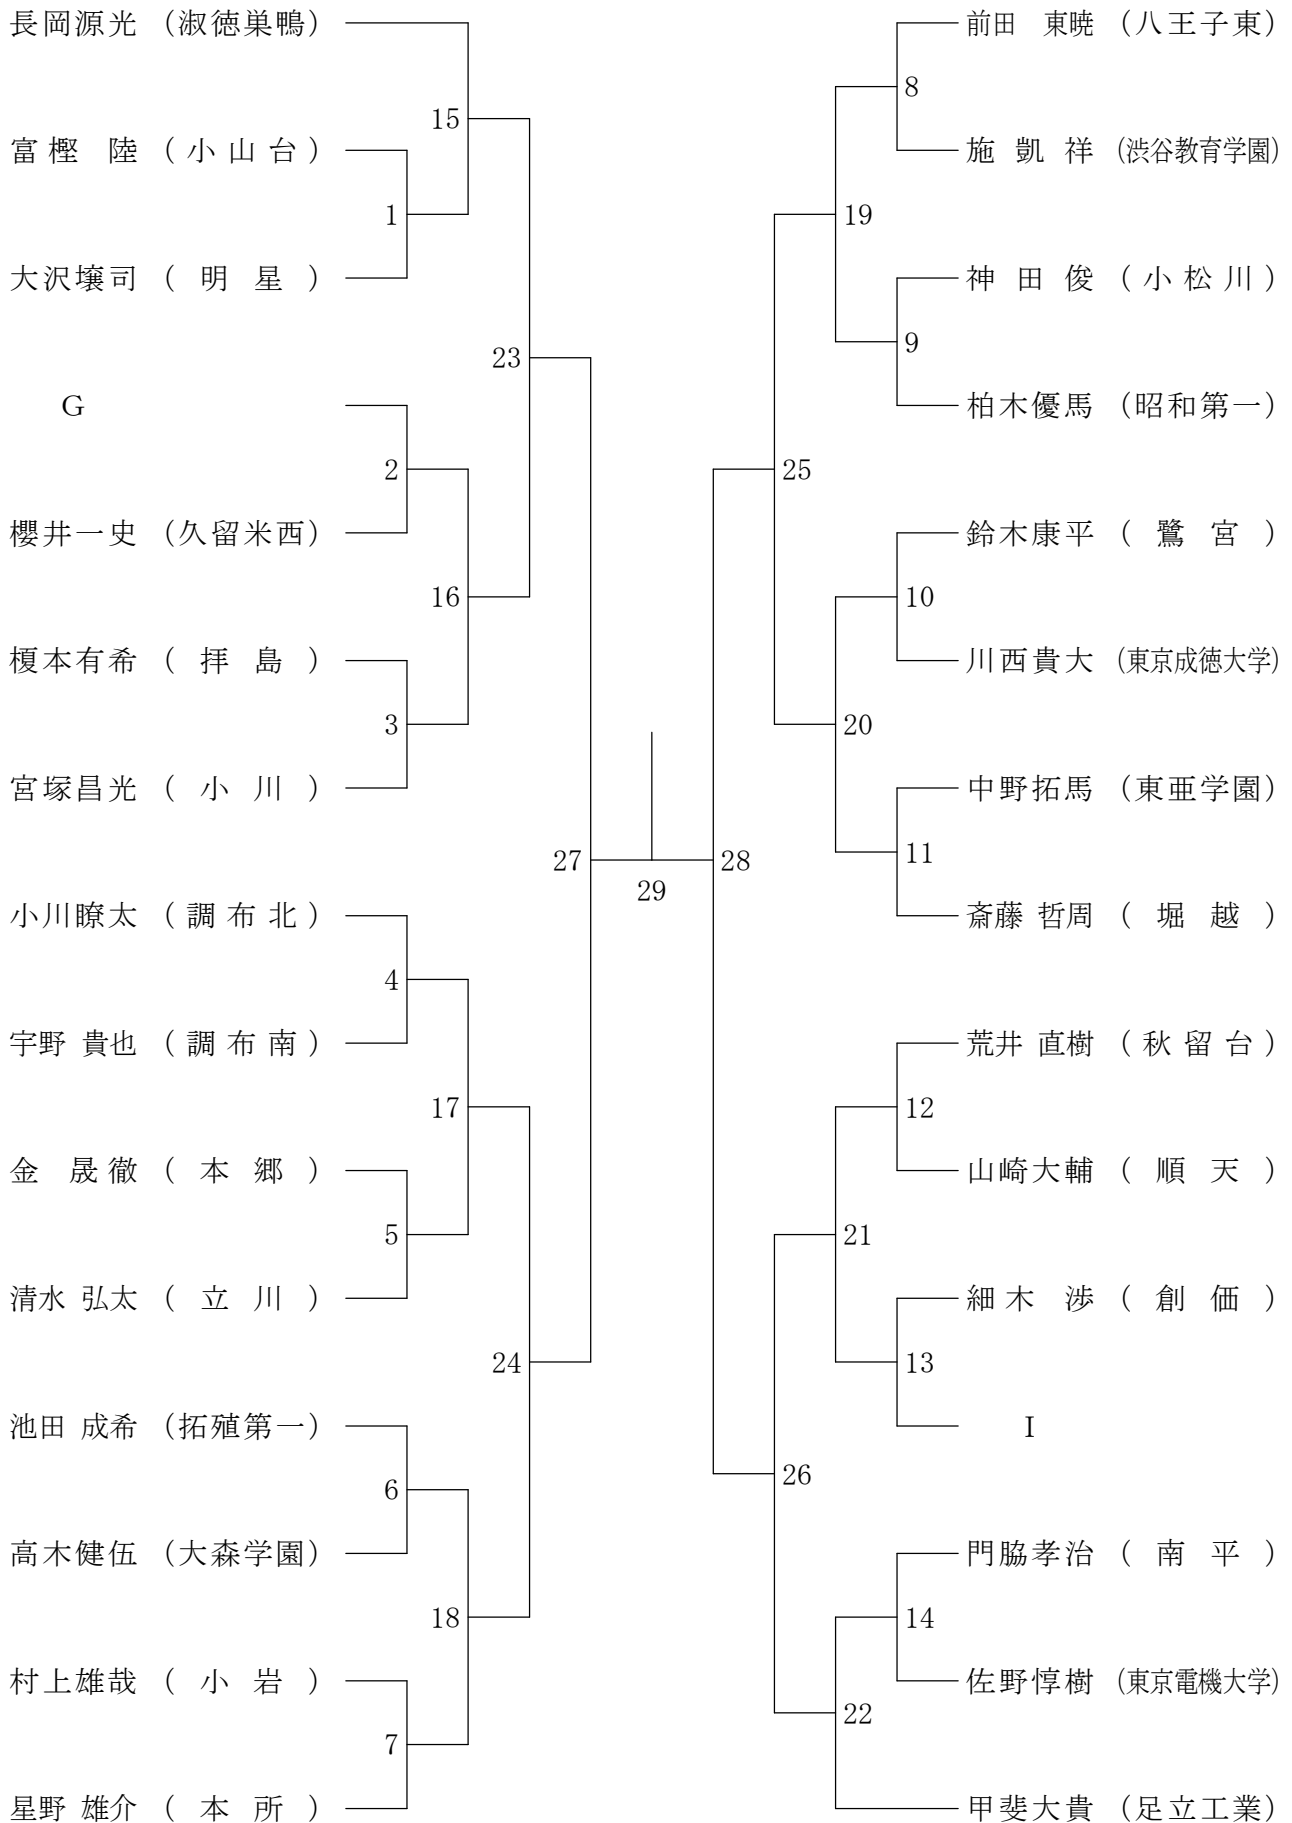 長岡源光 （淑徳巣鴨）
15
富樫 陸 （小山台）
1
大沢壌司 （明星）
23
G
2
櫻井一史 （久留米西）
16
榎本有希 （拝島）
3
宮塚昌光 （小川）
27
小川瞭太 （調布北）
4
宇野 貴也 （調布南）
17
金 晟徹 （本郷）
5
清水 弘太 （立川）
24
池田 成希 （拓殖第一）
6
高木健伍 （大森学園）
18
村上雄哉 （小岩）
7
星野 雄介 （本所）
29
前田 東暁 （八王子東）
8
施 凱祥 （渋谷教育学園）
19
神田俊 （小松川）
9
柏木優馬 （昭和第一）
25
鈴木康平 （鷺宮）
10
川西貴大 （東京成徳大学）
20
中野拓馬 （東亜学園）
11
斎藤 哲周 （堀越）
28
荒井 直樹 （秋留台）
12
山崎大輔 （順天）
21
細木 渉 （創価）
13
I
26
門脇孝治 （南平）
14
佐野惇樹 （東京電機大学）
22
甲斐大貴 （足立工業）